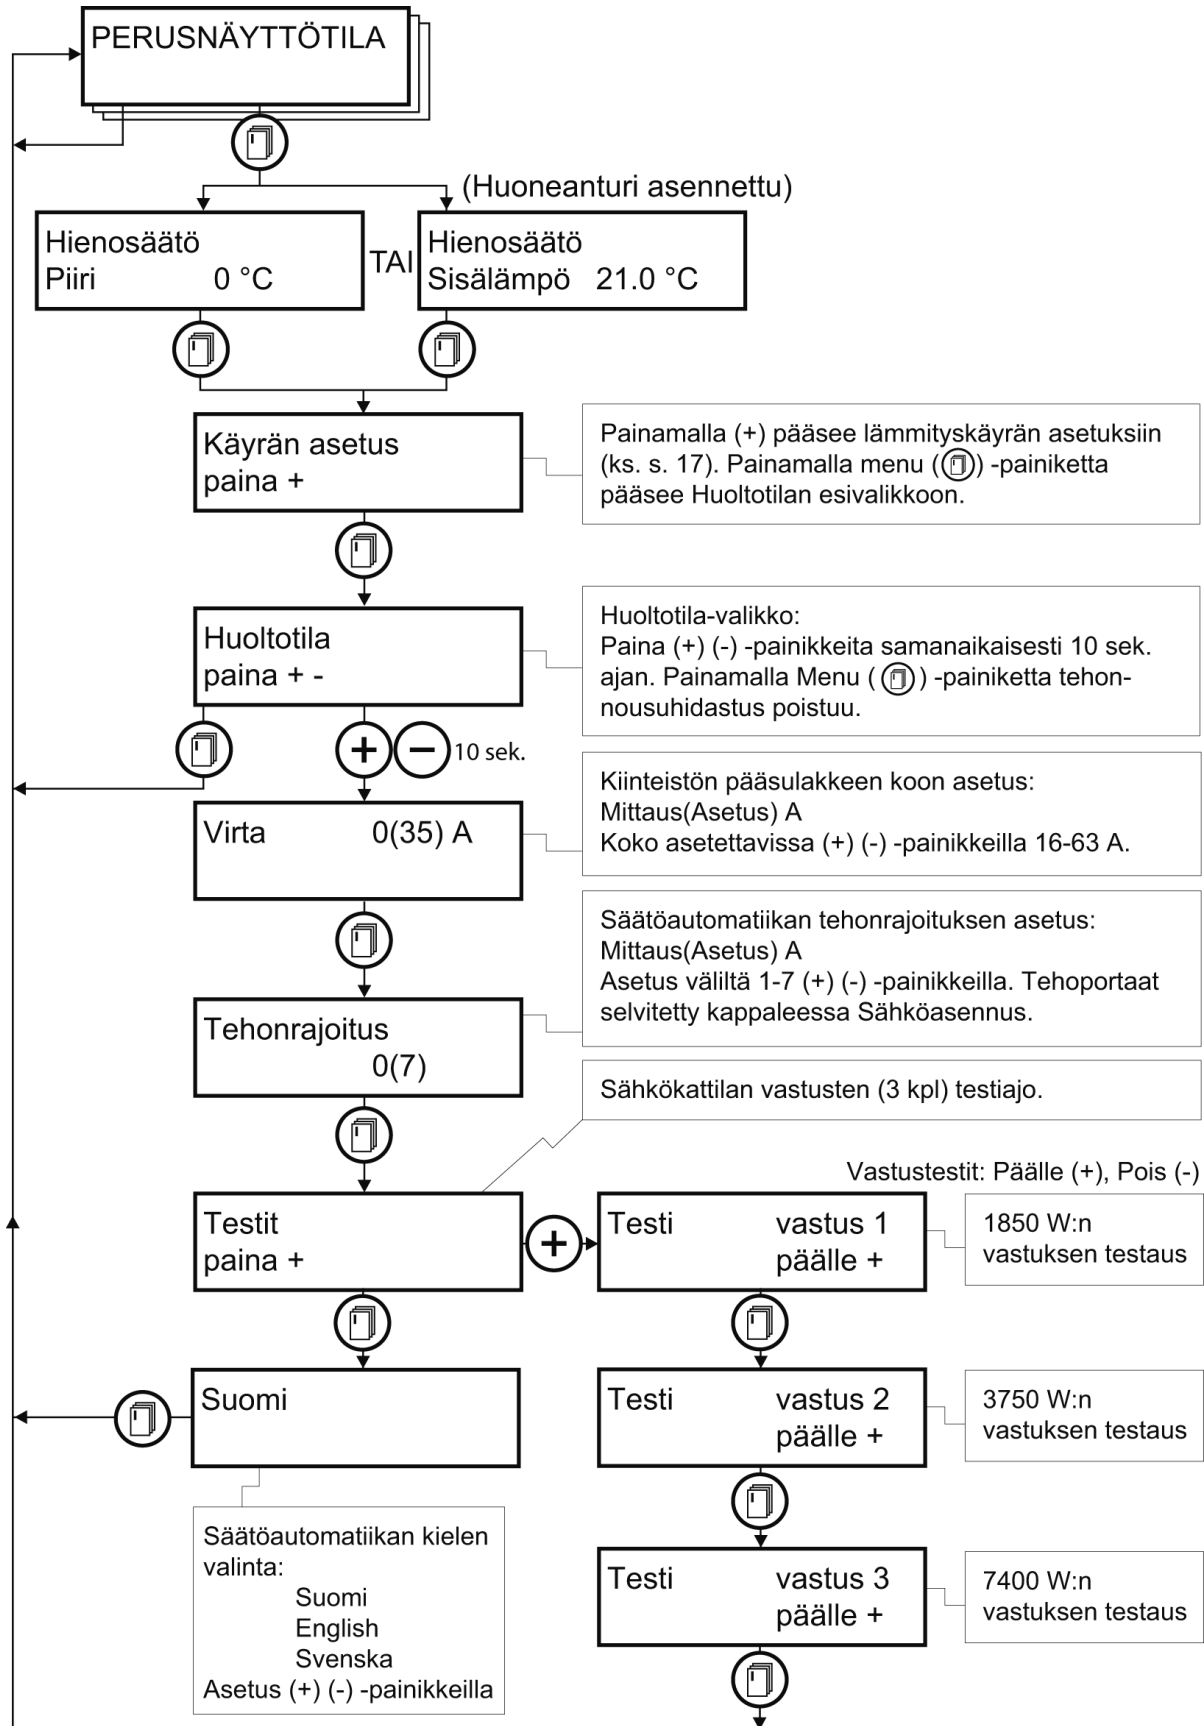 PERUSNÄYTTÖTILA
(Huoneanturi asennettu)
Hienosäätö
Piiri 0 °C
TAI
Hienosäätö
Sisälämpö 21.0 °C
Käyrän asetus
paina +
Painamalla (+) pääsee lämmityskäyrän asetuksiin
(ks. s. 17). Painamalla menu ( ) -painiketta
pääsee Huoltotilan esivalikkoon.
Huoltotila
paina + -
Huoltotila-valikko:
Paina (+) (-) -painikkeita samanaikaisesti 10 sek.
ajan. Painamalla Menu ( ) -painiketta tehon-
nousuhidastus poistuu.
+ − 10 sek.
Virta 0(35) A
Kiinteistön pääsulakkeen koon asetus:
Mittaus(Asetus) A
Koko asetettavissa (+) (-) -painikkeilla 16-63 A.
Tehonrajoitus
0(7)
Säätöautomatiikan tehonrajoituksen asetus:
Mittaus(Asetus) A
Asetus väliltä 1-7 (+) (-) -painikkeilla. Tehoportaat
selvitetty kappaleessa Sähköasennus.
Sähkökattilan vastusten (3 kpl) testiajo.
Vastustestit: Päälle (+), Pois (-)
Testit
paina +
+
Testi vastus 1
päälle +
1850 W:n
vastuksen testaus
Suomi
Testi vastus 2
päälle +
3750 W:n
vastuksen testaus
Säätöautomatiikan kielen
valinta:
Suomi
English
Svenska
Asetus (+) (-) -painikkeilla
Testi vastus 3
päälle +
7400 W:n
vastuksen testaus